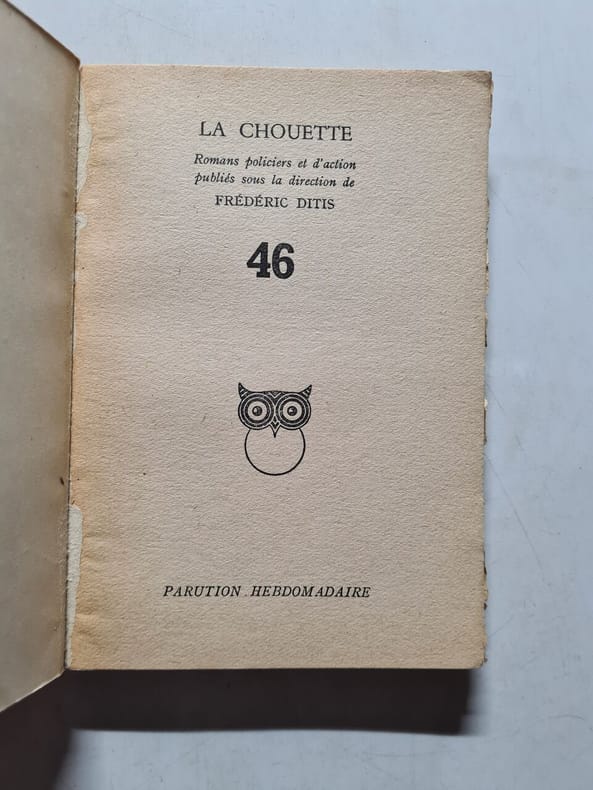 LA CHOUETTE
Romans policiers et d'action
publiés sous la direction de
FRÉDÉRIC DITIS
46
PARUTION HEBDOMADAIRE